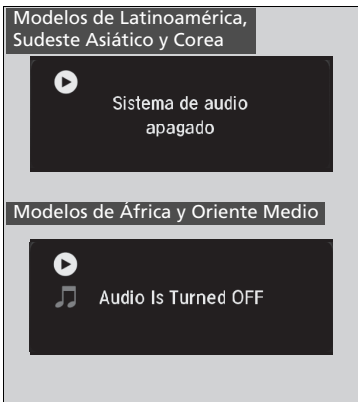 Modelos de Latinoamérica,
Sudeste Asiático y Corea
Sistema de audio
apagado
Modelos de África y Oriente Medio
Audio Is Turned OFF